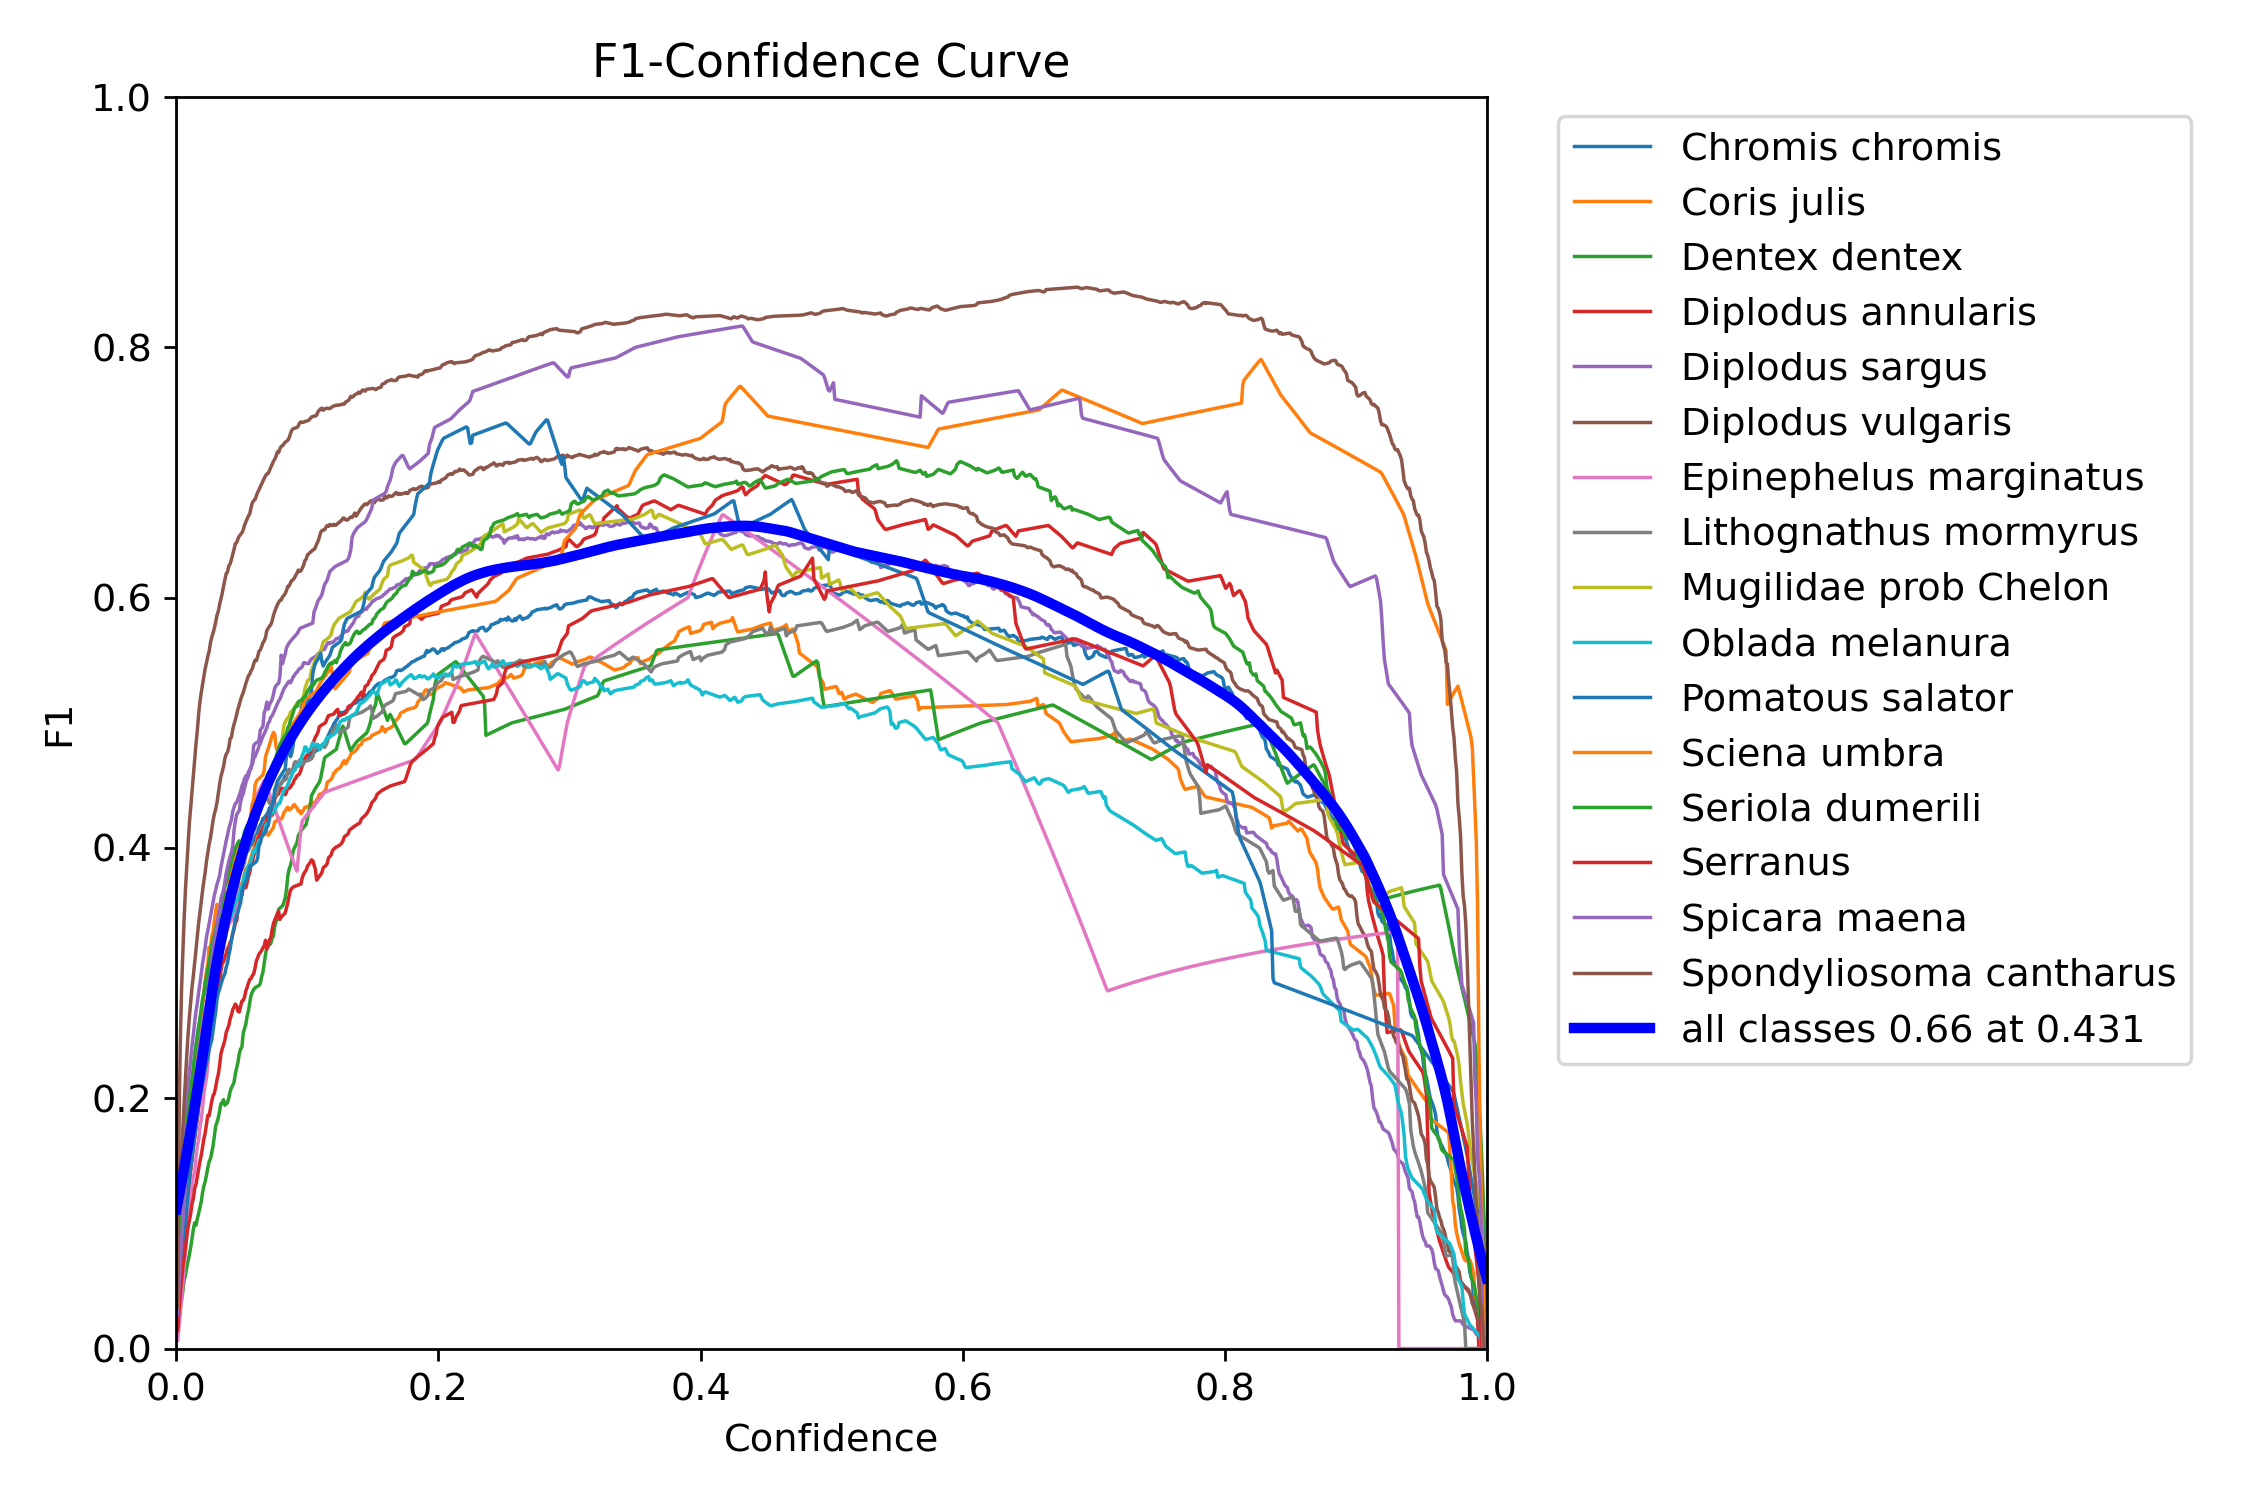 F1-Confidence Curve
1.0
0.8
0.6
0.4
0.2
0.0
F1
0.0 0.2 0.4 0.6 0.8 1.0
Confidence
Chromis chromis
Coris julis
Dentex dentex
Diplodus annularis
Diplodus sargus
Diplodus vulgaris
Epinephelus marginatus
Lithognathus mormyrus
Mugilidae prob Chelon
Oblada melanura
Pomatous salator
Sciena umbra
Seriola dumerili
Serranus
Spicara maena
Spondyliosoma cantharus
all classes 0.66 at 0.431